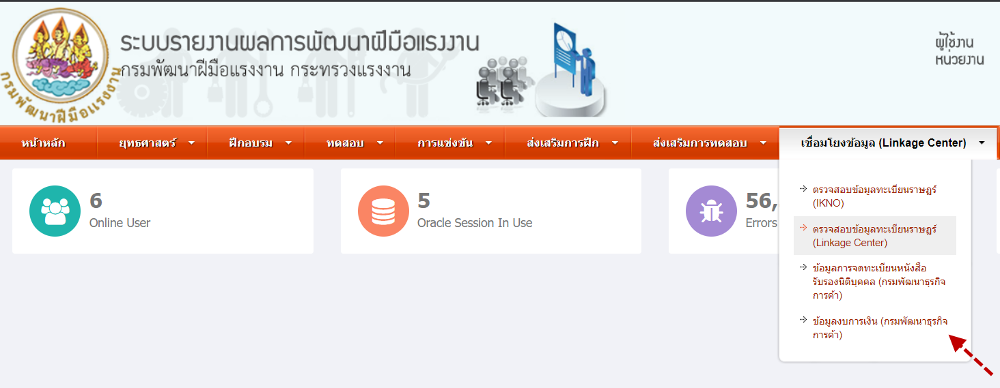 ระบบรายงานผลการพัฒนาฝีมือแรงงาน
กรมพัฒนาฝีมือแรงงาน กระทรวงแรงงาน
กรมพัฒนาฝีมือแรงงาน
ผู้ใช้งาน
หน่วยงาน
หน้าหลัก
ยุทธศาสตร์
ฝึกอบรม
ทดสอบ
การแข่งขัน
ส่งเสริมการฝึก
ส่งเสริมการทดสอบ
เชื่อมโยงข้อมูล (Linkage Center)
6
Online User
5
Oracle Session In Use
56,
Errors
ตรวจสอบข้อมูลทะเบียนราษฏร์
(IKNO)
ตรวจสอบข้อมูลทะเบียนราษฏร์
(Linkage Center)
ข้อมูลการจดทะเบียนหนังสือ
รับรองนิติบุคคล (กรมพัฒนาธุรกิจ
การค้า)
ข้อมูลงบการเงิน (กรมพัฒนาธุรกิจ
การค้า)